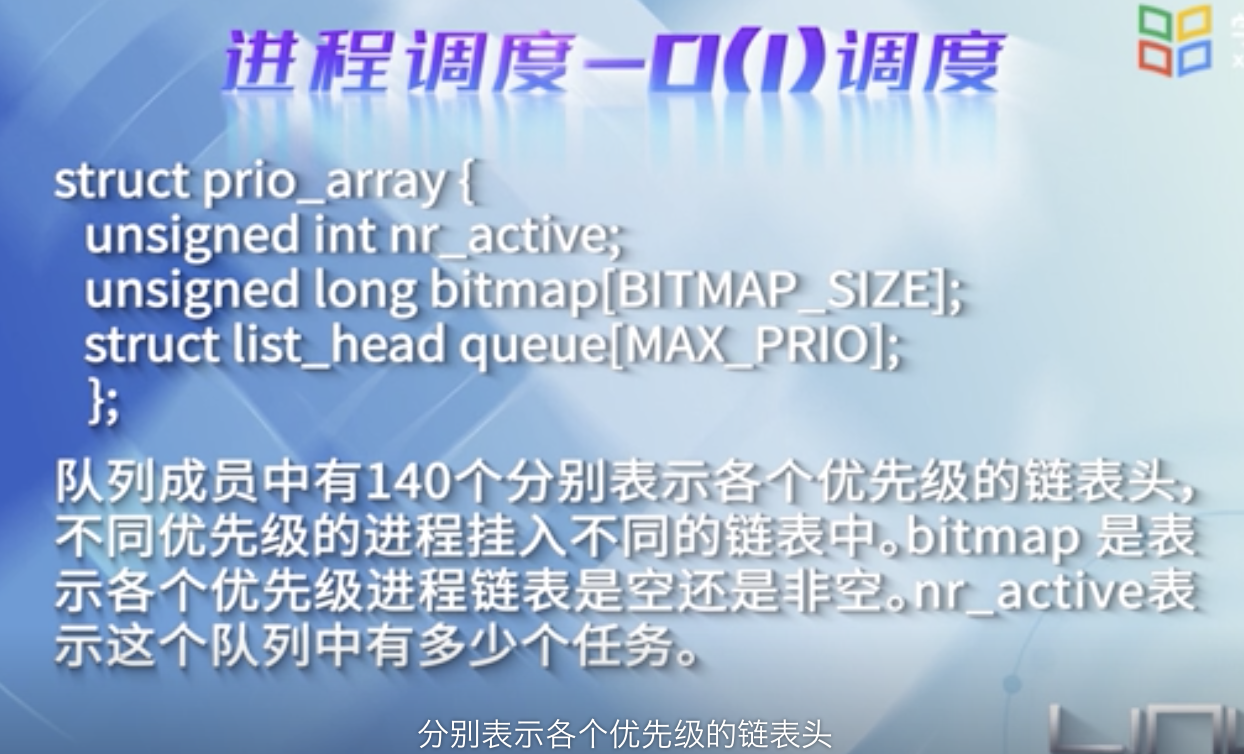 进程调度-O(1)调度
struct prio_array {
unsigned int nr_active;
unsigned long bitmap[BITMAP_SIZE];
struct list_head queue[MAX_PRIO];
};
队列成员中有140个分别表示各个优先级的链表头,
不同优先级的进程挂入不同的链表中。bitmap 是表
示各个优先级进程链表是空还是非空。nr_active表
示这个队列中有多少个任务。
分别表示各个优先级的链表头